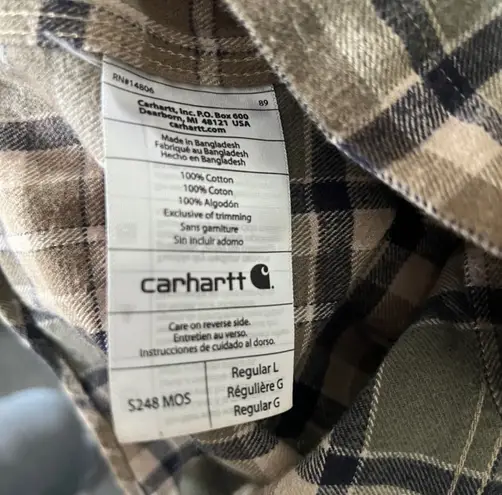 RN#14806
89
Carhartt, Inc. P.O. Box 600
Dearborn, MI 48121 USA
carhartt.com
Made in Bangladesh
Fabriqué au Bangladesh
Hecho en Bangladesh
100% Cotton
100% Coton
100% Algodón
Exclusive of trimming
Sans garniture
Sin incluir adorno
carhartt
Care on reverse side.
Entretien au verso.
Instrucciones de cuidado al dorso.
S248 MOS
Regular L
Régulière G
Regular G